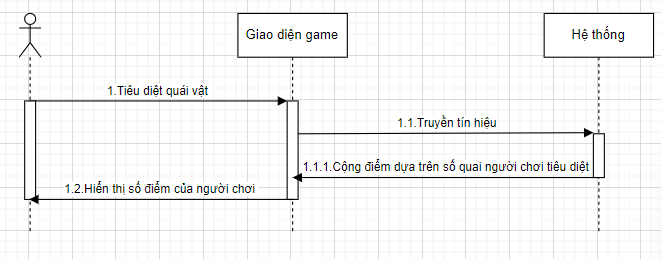 Giao diện game
Hệ thống
1.Tiêu diệt quái vật
1.1.Truyền tín hiệu
1.1.1.Cộng điểm dựa trên số quai người chơi tiêu diệt
1.2.Hiển thị số điểm của người chơi